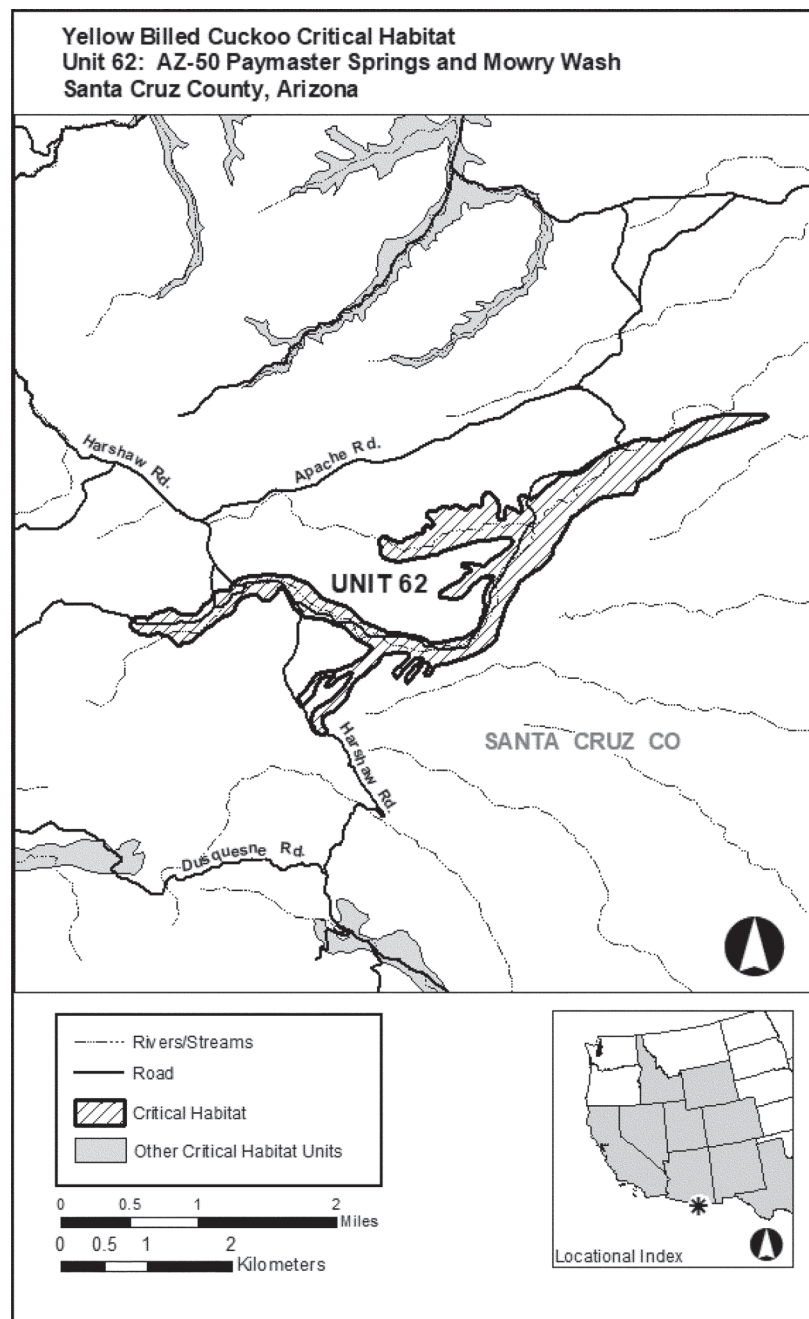 Yellow Billed Cuckoo Critical Habitat
Unit 62: AZ-50 Paymaster Springs and Mowry Wash
Santa Cruz County, Arizona
Harshaw Rd.
Apache Rd.
UNIT 62
SANTA CRUZ CO
Harshaw Rd.
Dusquesne Rd.
Rivers/Streams
Road
Critical Habitat
Other Critical Habitat Units
0 0.5 1 2
Miles
0 0.5 1 2
Kilometers
Locational Index